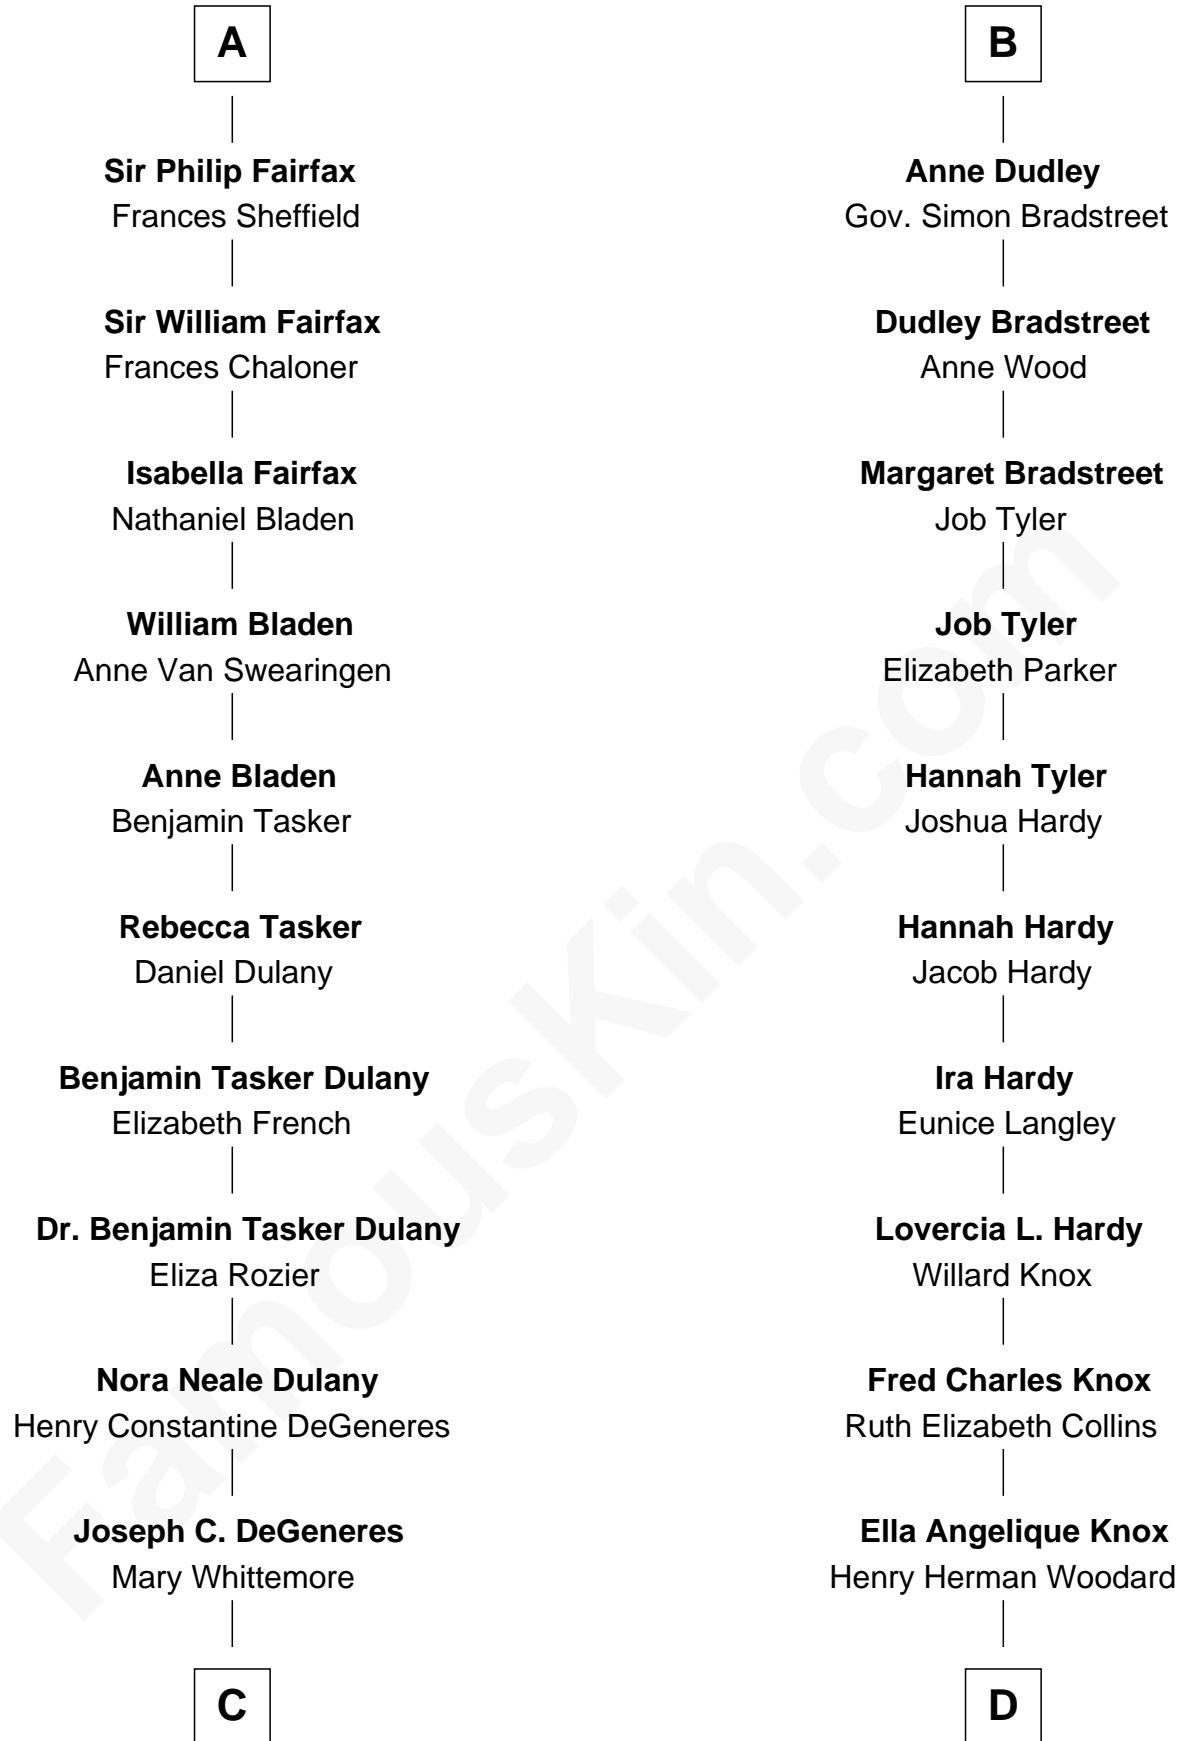 A
Sir Philip Fairfax
Frances Sheffield
Sir William Fairfax
Frances Chaloner
Isabella Fairfax
Nathaniel Bladen
William Bladen
Anne Van Swearingen
Anne Bladen
Benjamin Tasker
Rebecca Tasker
Daniel Dulany
Benjamin Tasker Dulany
Elizabeth French
Dr. Benjamin Tasker Dulany
Eliza Rozier
Nora Neale Dulany
Henry Constantine DeGeneres
Joseph C. DeGeneres
Mary Whittemore
C
B
Anne Dudley
Gov. Simon Bradstreet
Dudley Bradstreet
Anne Wood
Margaret Bradstreet
Job Tyler
Job Tyler
Elizabeth Parker
Hannah Tyler
Joshua Hardy
Hannah Hardy
Jacob Hardy
Ira Hardy
Eunice Langley
Lovercia L. Hardy
Willard Knox
Fred Charles Knox
Ruth Elizabeth Collins
Ella Angelique Knox
Henry Herman Woodard
D
FamousKin.com